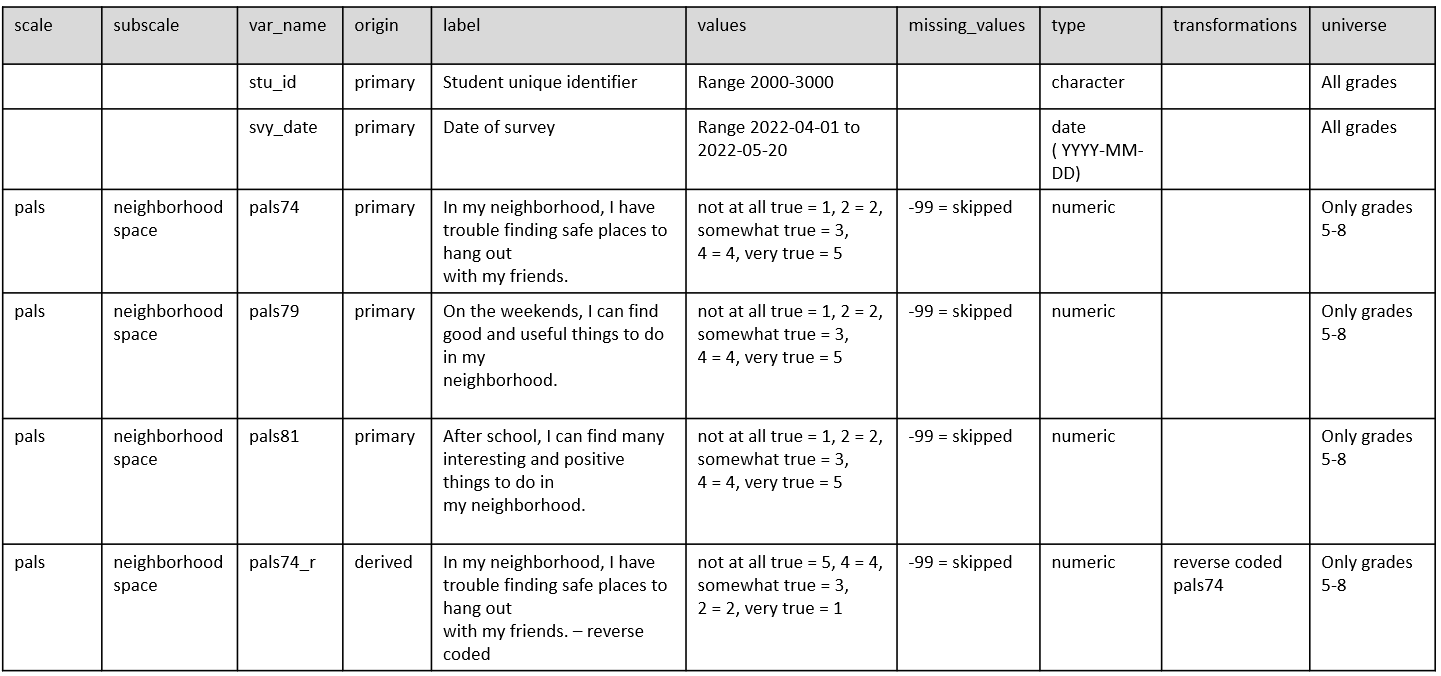 scale subscale var_name origin label values missing_values type transformations universe
stu_id primary Student unique identifier Range 2000-3000 character All grades
svy_date primary Date of survey Range 2022-04-01 to date All grades
2022-05-20 ( YYYY-MM-
DD)
pals neighborhood pals74 primary In my neighborhood, I have not at all true = 1, 2 = 2, -99 = skipped numeric Only grades
space trouble finding safe places to somewhat true = 3, 5-8
hang out 4 = 4, very true = 5
with my friends.
pals neighborhood pals79 primary On the weekends, I can find not at all true = 1, 2 = 2, -99 = skipped numeric Only grades
space good and useful things to do somewhat true = 3, 5-8
in my 4 = 4, very true = 5
neighborhood.
pals neighborhood pals81 primary After school, I can find many not at all true = 1, 2 = 2, -99 = skipped numeric Only grades
space interesting and positive somewhat true = 3, 5-8
things to do in 4 = 4, very true = 5
my neighborhood.
pals neighborhood pals74_r derived In my neighborhood, I have not at all true = 5, 4 = 4, -99 = skipped numeric reverse coded Only grades
space trouble finding safe places to somewhat true = 3, pals74 5-8
hang out 2 = 2, very true = 1
with my friends. – reverse
coded